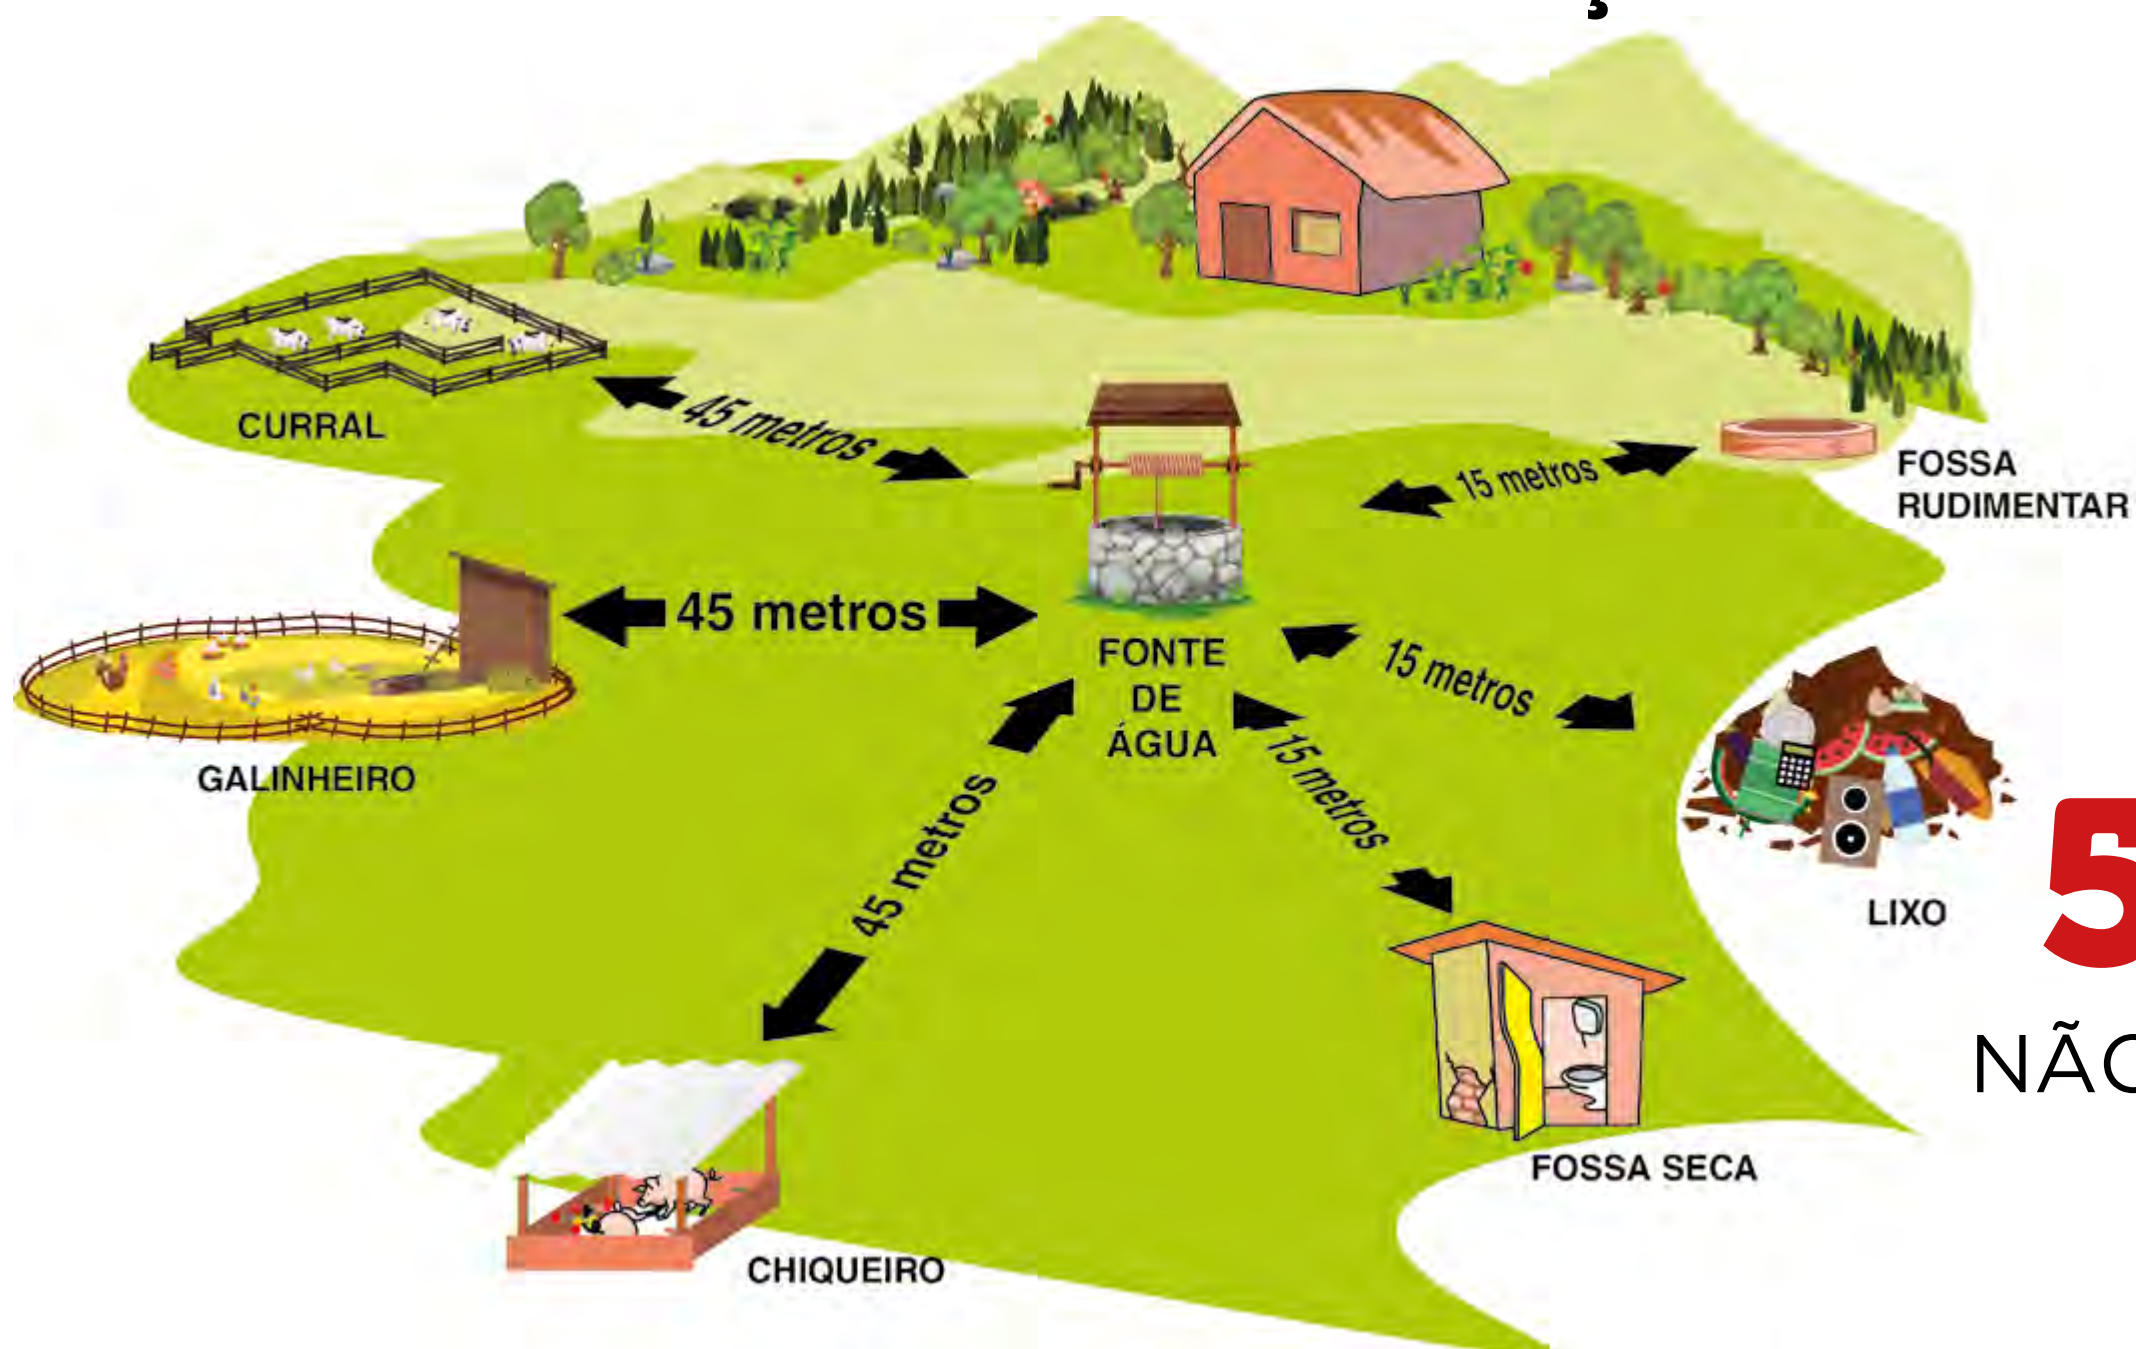 CURRAL
45 metros
15 metros
FOSSA
RUDIMENTAR
45 metros
FONTE
DE
ÁGUA
15 metros
GALINHEIRO
45 metros
15 metros
LIXO
5
FOSSA SECA
CHIQUEIRO